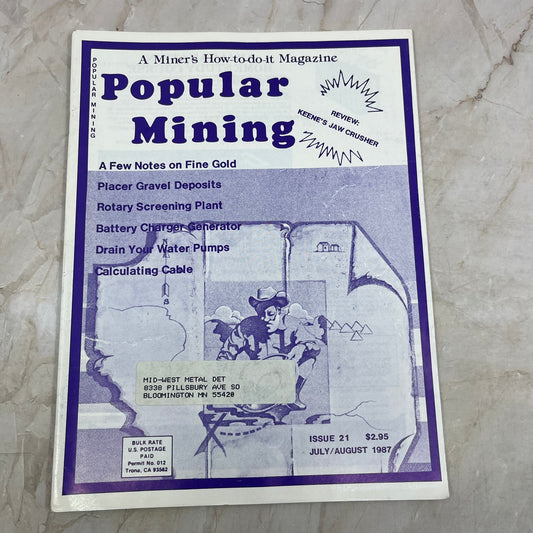 A Miner's How-to-do-it Magazine
POPULAR MINING
Popular
Mining
REVIEW:
KEENE'S JAW CRUSHER
A Few Notes on Fine Gold
Placer Gravel Deposits
Rotary Screening Plant
Battery Charger Generator
Drain Your Water Pumps
Calculating Cable
MID-WEST METAL DET
8338 PILLSBURY AVE SO
BLOOMINGTON MN 55420
BULK RATE
U.S. POSTAGE
PAID
Permit No. 012
Trona, CA 93562
ISSUE 21 $2.95
JULY/AUGUST 1987